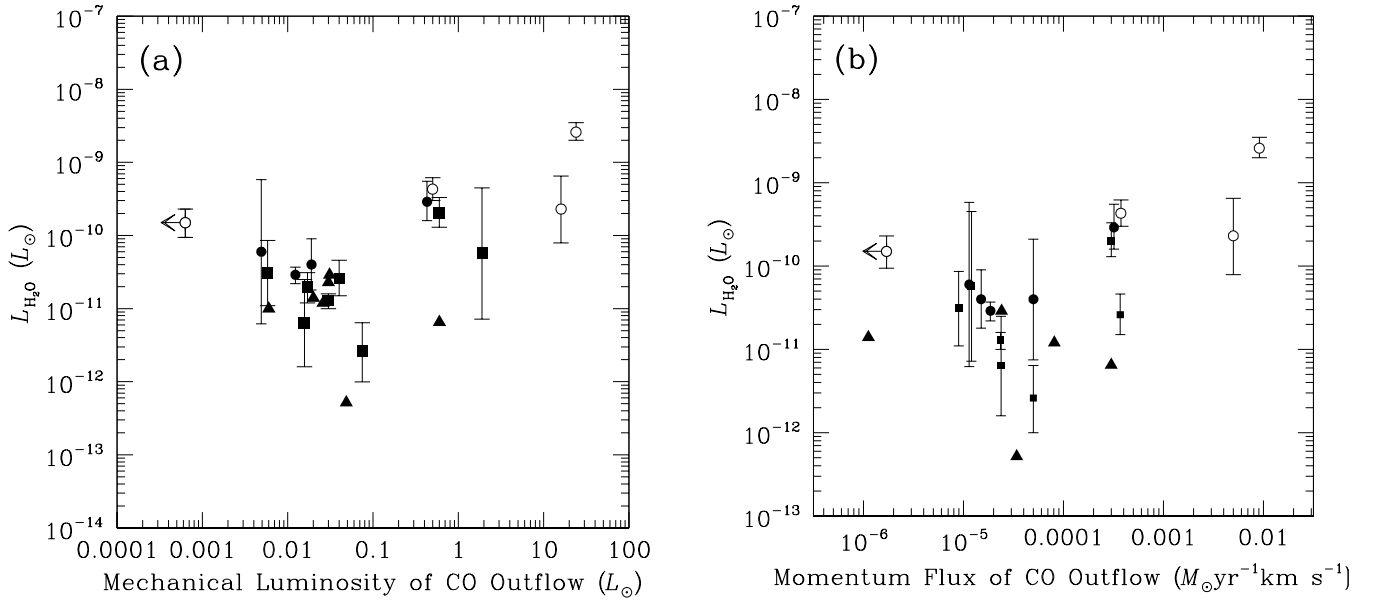 (a)
10⁻⁷
10⁻⁸
10⁻⁹
10⁻¹⁰
10⁻¹¹
10⁻¹²
10⁻¹³
10⁻¹⁴
L_H₂O (L_⊙)
0.0001 0.001 0.01 0.1 1 10 100
Mechanical Luminosity of CO Outflow (L_⊙)
(b)
10⁻⁷
10⁻⁸
10⁻⁹
10⁻¹⁰
10⁻¹¹
10⁻¹²
10⁻¹³
L_H₂O (L_⊙)
10⁻⁶ 10⁻⁵ 0.0001 0.001 0.01
Momentum Flux of CO Outflow (M_⊙yr⁻¹km s⁻¹)